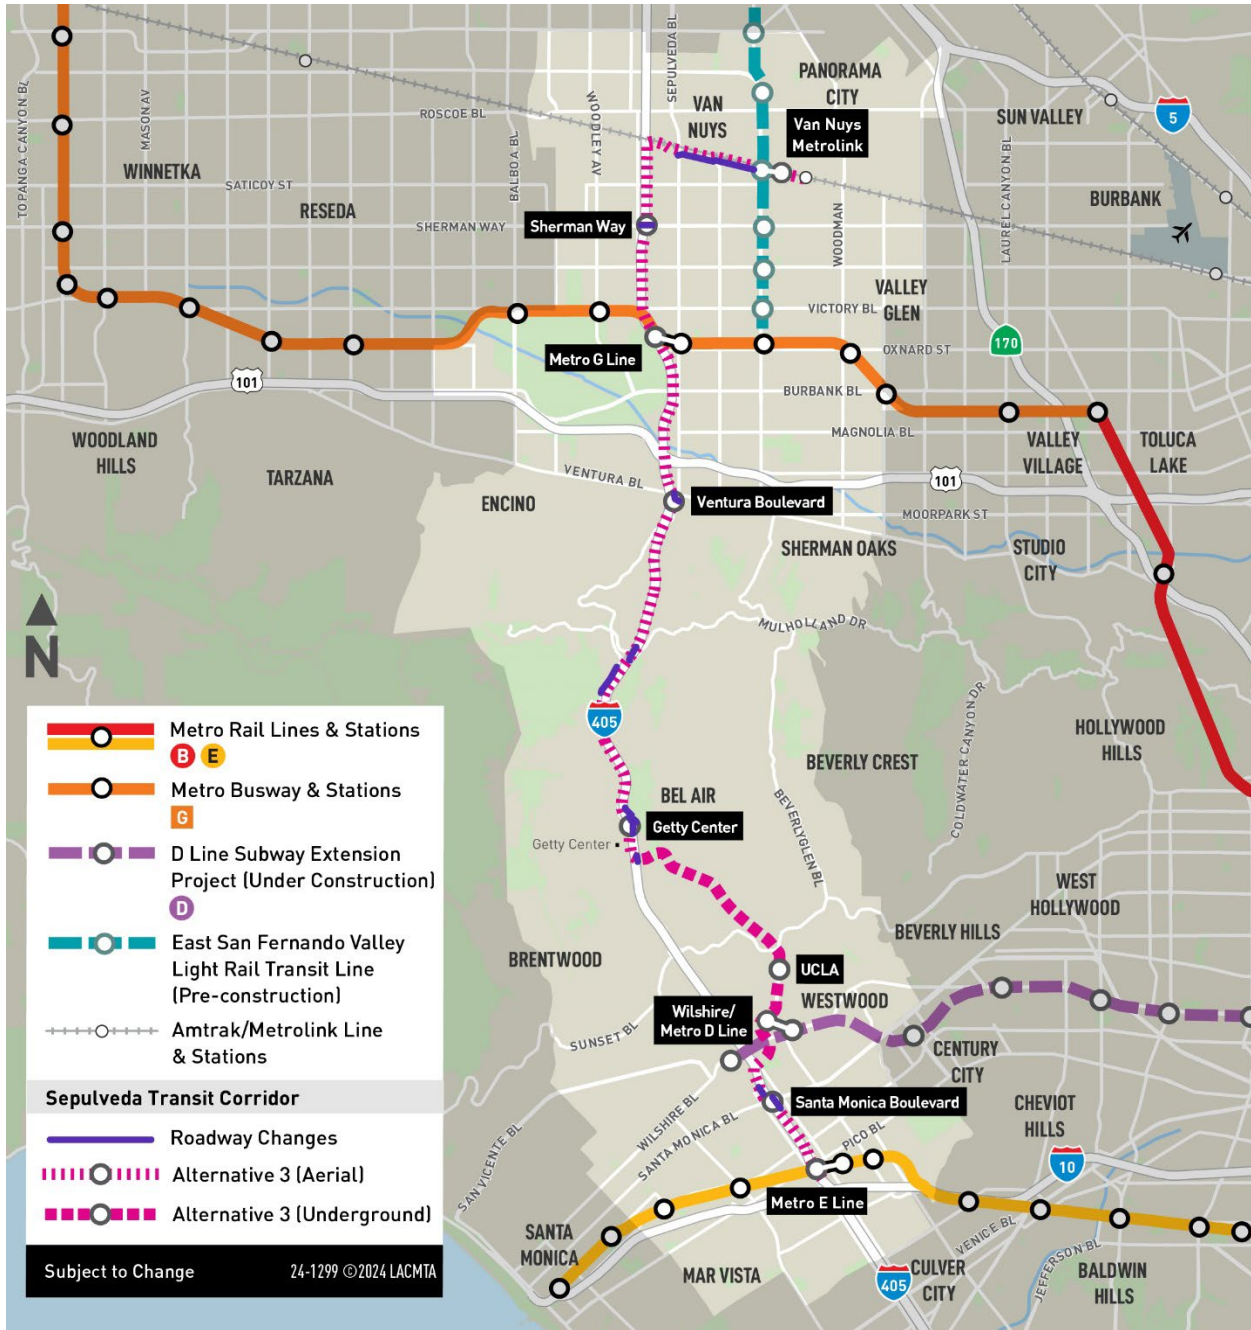 TOPANGA CANYON BL
MASON AV
WINNETKA
SATICOY ST
RESEDA
ROSCOE BL
BALBOA BL
SHERMAN WAY
WOODLEY AV
SEPULVEDA BL
VAN
NUYS
PANORAMA
CITY
Van Nuys
Metrolink
SUN VALLEY
5
LAUREL CANYON BL
BURBANK
Sherman Way
WOODMAN
VALLEY
GLEN
VICTORY BL
OXNARD ST
170
Metro G Line
BURBANK BL
MAGNOLIA BL
101
WOODLAND
HILLS
TARZANA
VENTURA BL
ENCINO
Ventura Boulevard
VALLEY
VILLAGE
TOLUCA
LAKE
101
MOORPARK ST
SHERMAN OAKS
STUDIO
CITY
MULHOLLAND DR
N
405
COLDWATER CANYON DR
HOLLYWOOD
HILLS
BEVERLY CREST
BEL AIR
BEVERLYGLEN BL
Getty Center
Getty Center
WEST
HOLLYWOOD
BEVERLY HILLS
BRENTWOOD
UCLA
WESTWOOD
Wilshire/
Metro D Line
SUNSET BL
CENTURY
CITY
Santa Monica Boulevard
CHEVIOT
HILLS
WILSHIRE BL
SANTA MONICA BL
PICO BL
10
SAN VICENTE BL
Metro E Line
SANTA
MONICA
MAR VISTA
VENICE BL
JEFFERSON BL
405
CULVER
CITY
BALDWIN
HILLS
Metro Rail Lines & Stations
B E
Metro Busway & Stations
G
D Line Subway Extension
Project (Under Construction)
D
East San Fernando Valley
Light Rail Transit Line
(Pre-construction)
Amtrak/Metrolink Line
& Stations
Sepulveda Transit Corridor
Roadway Changes
Alternative 3 (Aerial)
Alternative 3 (Underground)
Subject to Change 24-1299 ©2024 LACMTA